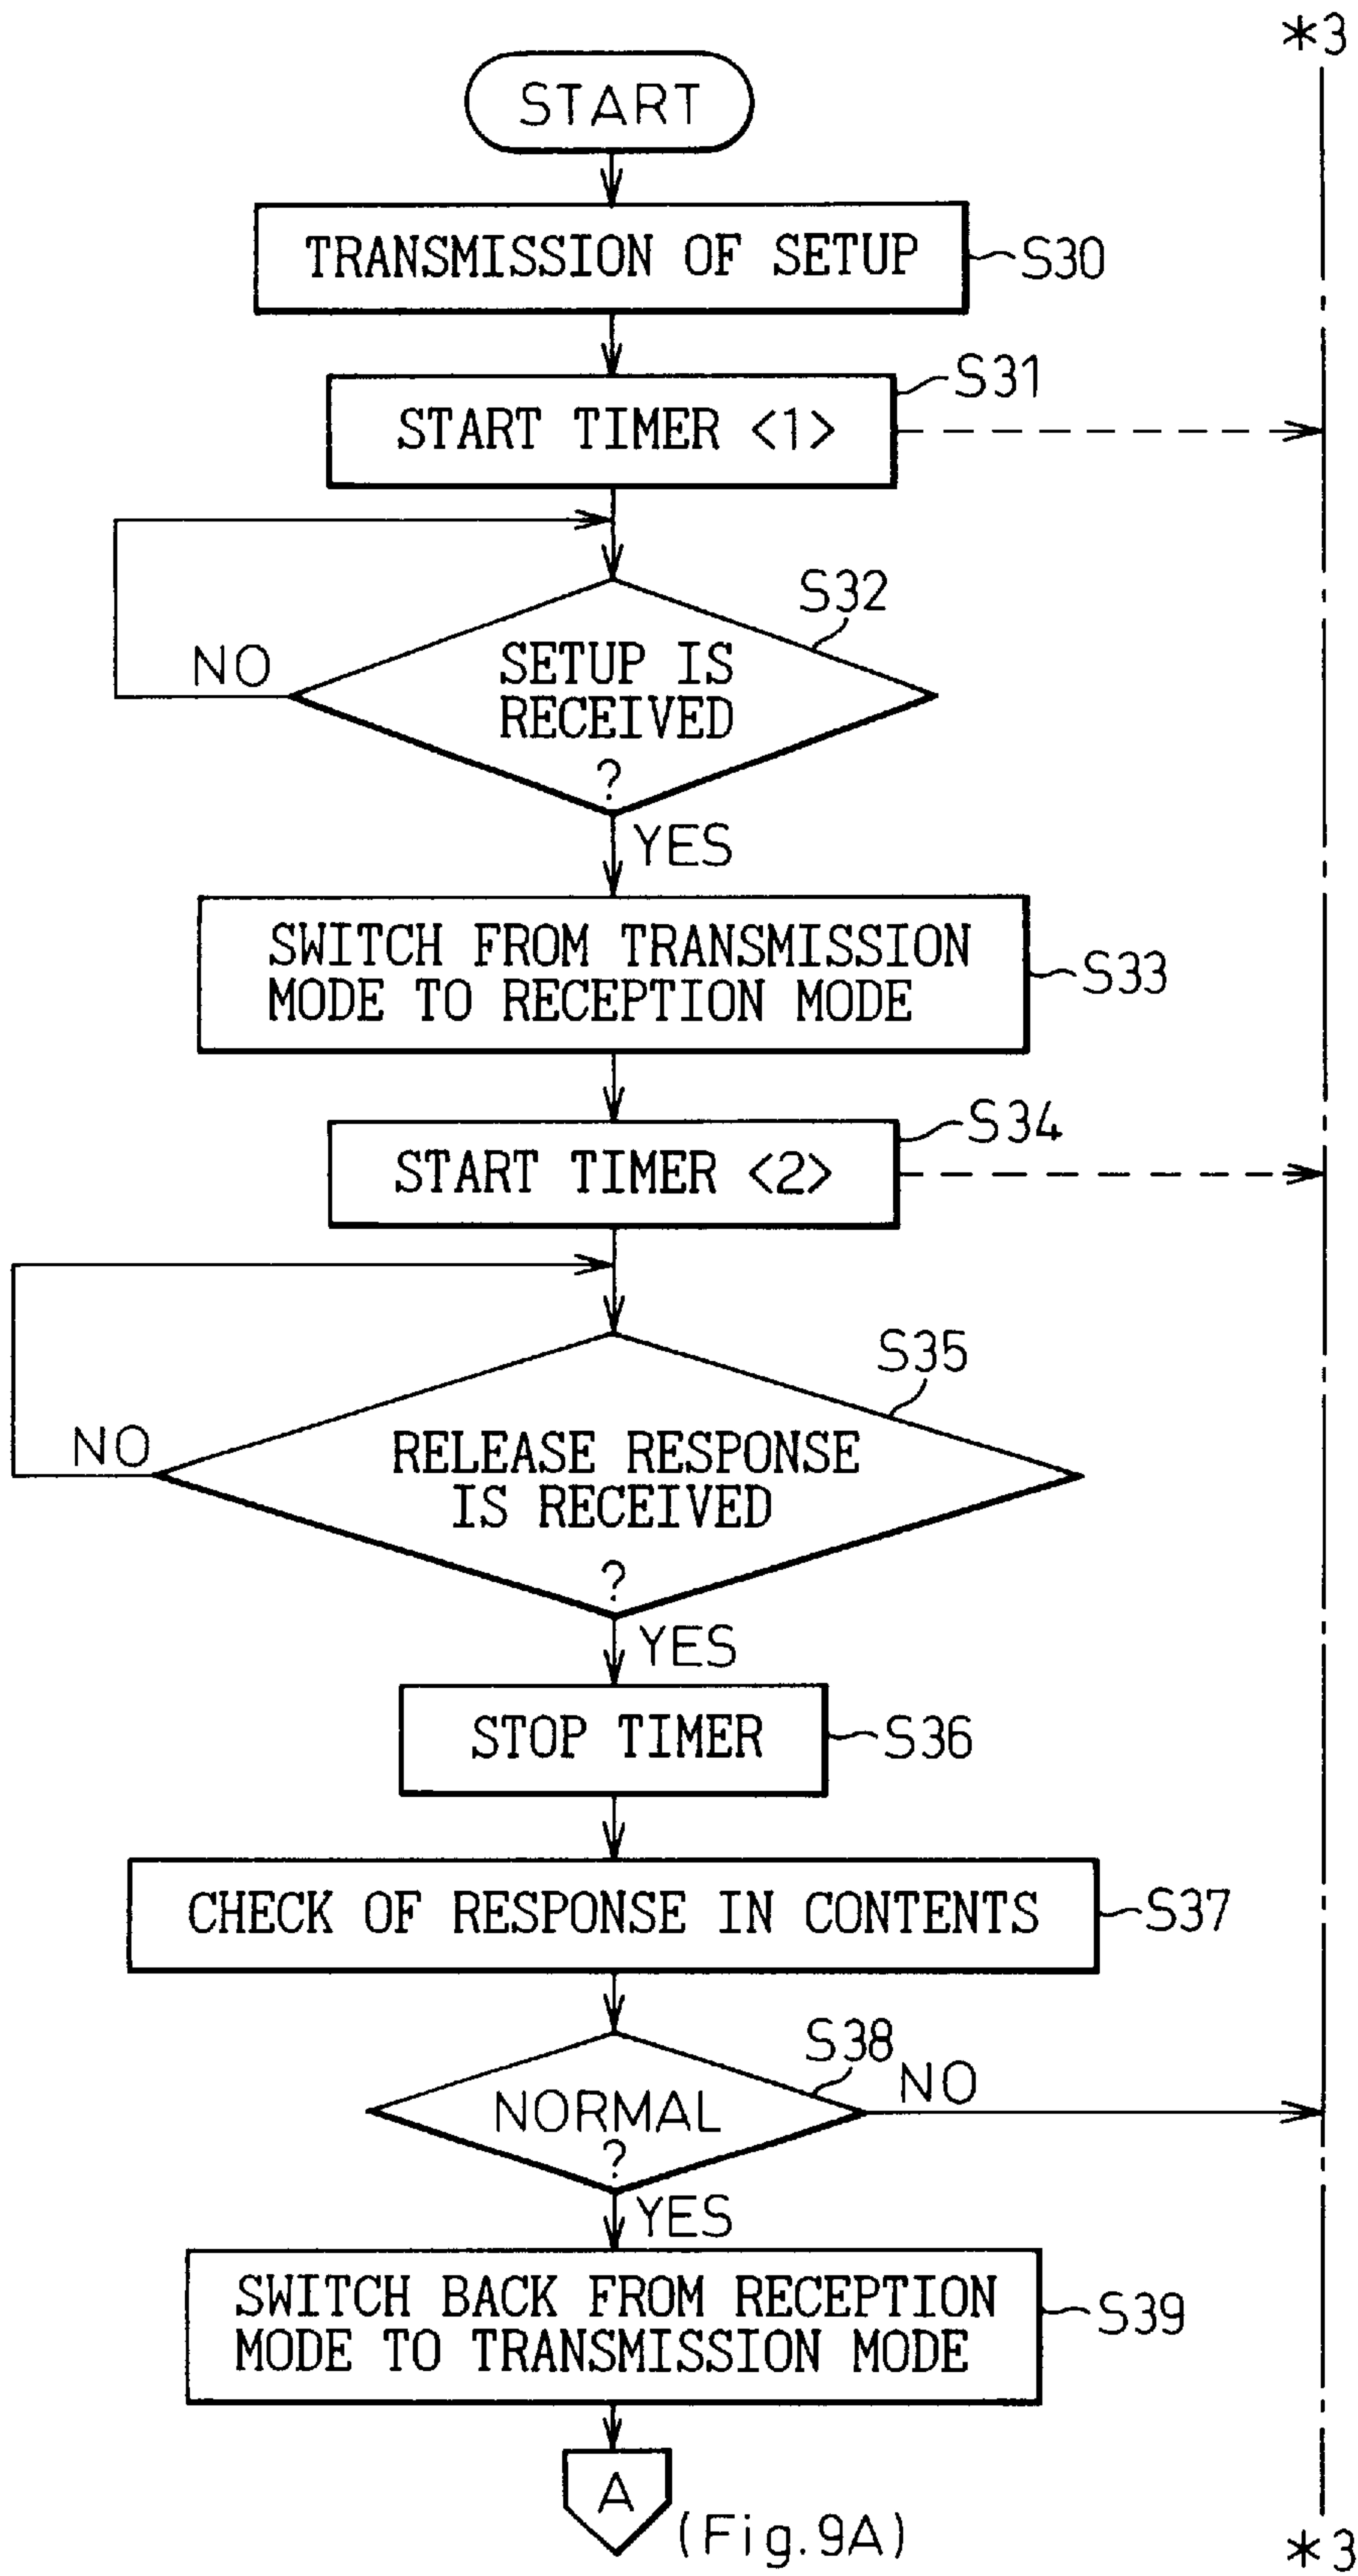 *3
START
TRANSMISSION OF SETUP
S30
S31
START TIMER <1>
S32
NO
SETUP IS
RECEIVED
?
YES
SWITCH FROM TRANSMISSION
MODE TO RECEPTION MODE
S33
S34
START TIMER <2>
S35
NO
RELEASE RESPONSE
IS RECEIVED
?
YES
STOP TIMER
S36
CHECK OF RESPONSE IN CONTENTS
S37
S38
NO
NORMAL
?
YES
SWITCH BACK FROM RECEPTION
MODE TO TRANSMISSION MODE
S39
A
(Fig.9A)
*3